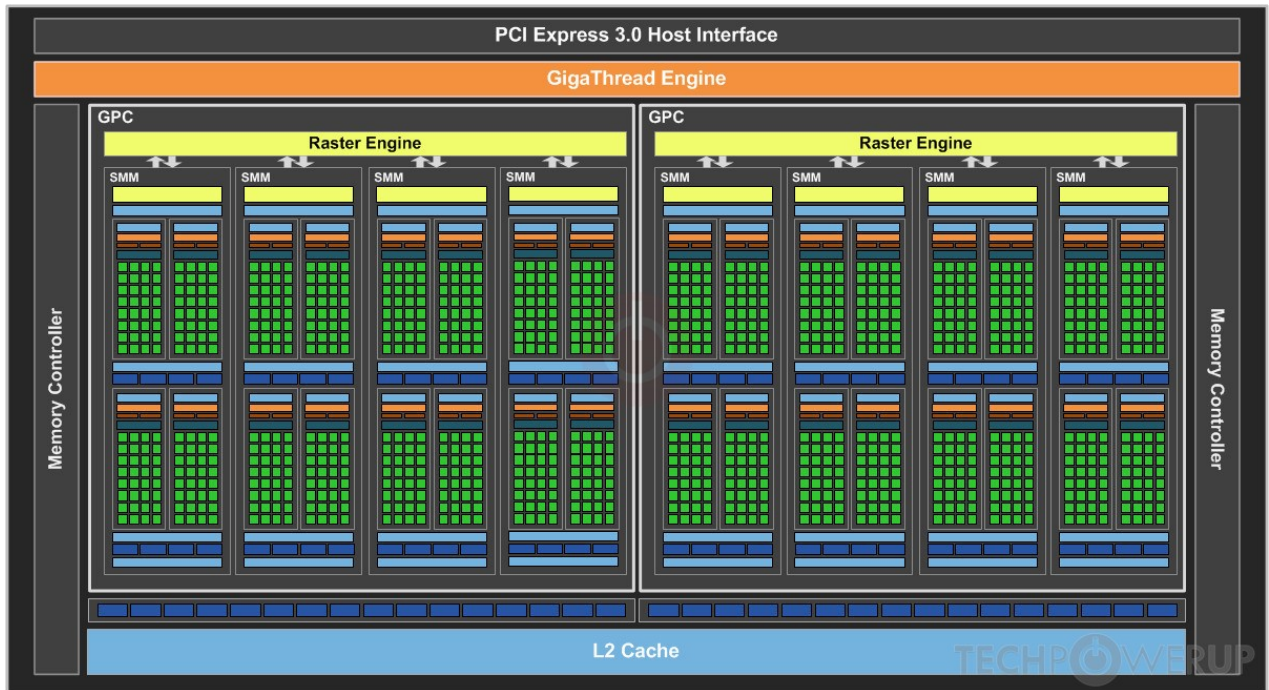 PCI Express 3.0 Host Interface
GigaThread Engine
Memory Controller
GPC
Raster Engine
SMM
SMM
SMM
SMM
GPC
Raster Engine
SMM
SMM
SMM
SMM
Memory Controller
L2 Cache
TECHPOWERUP